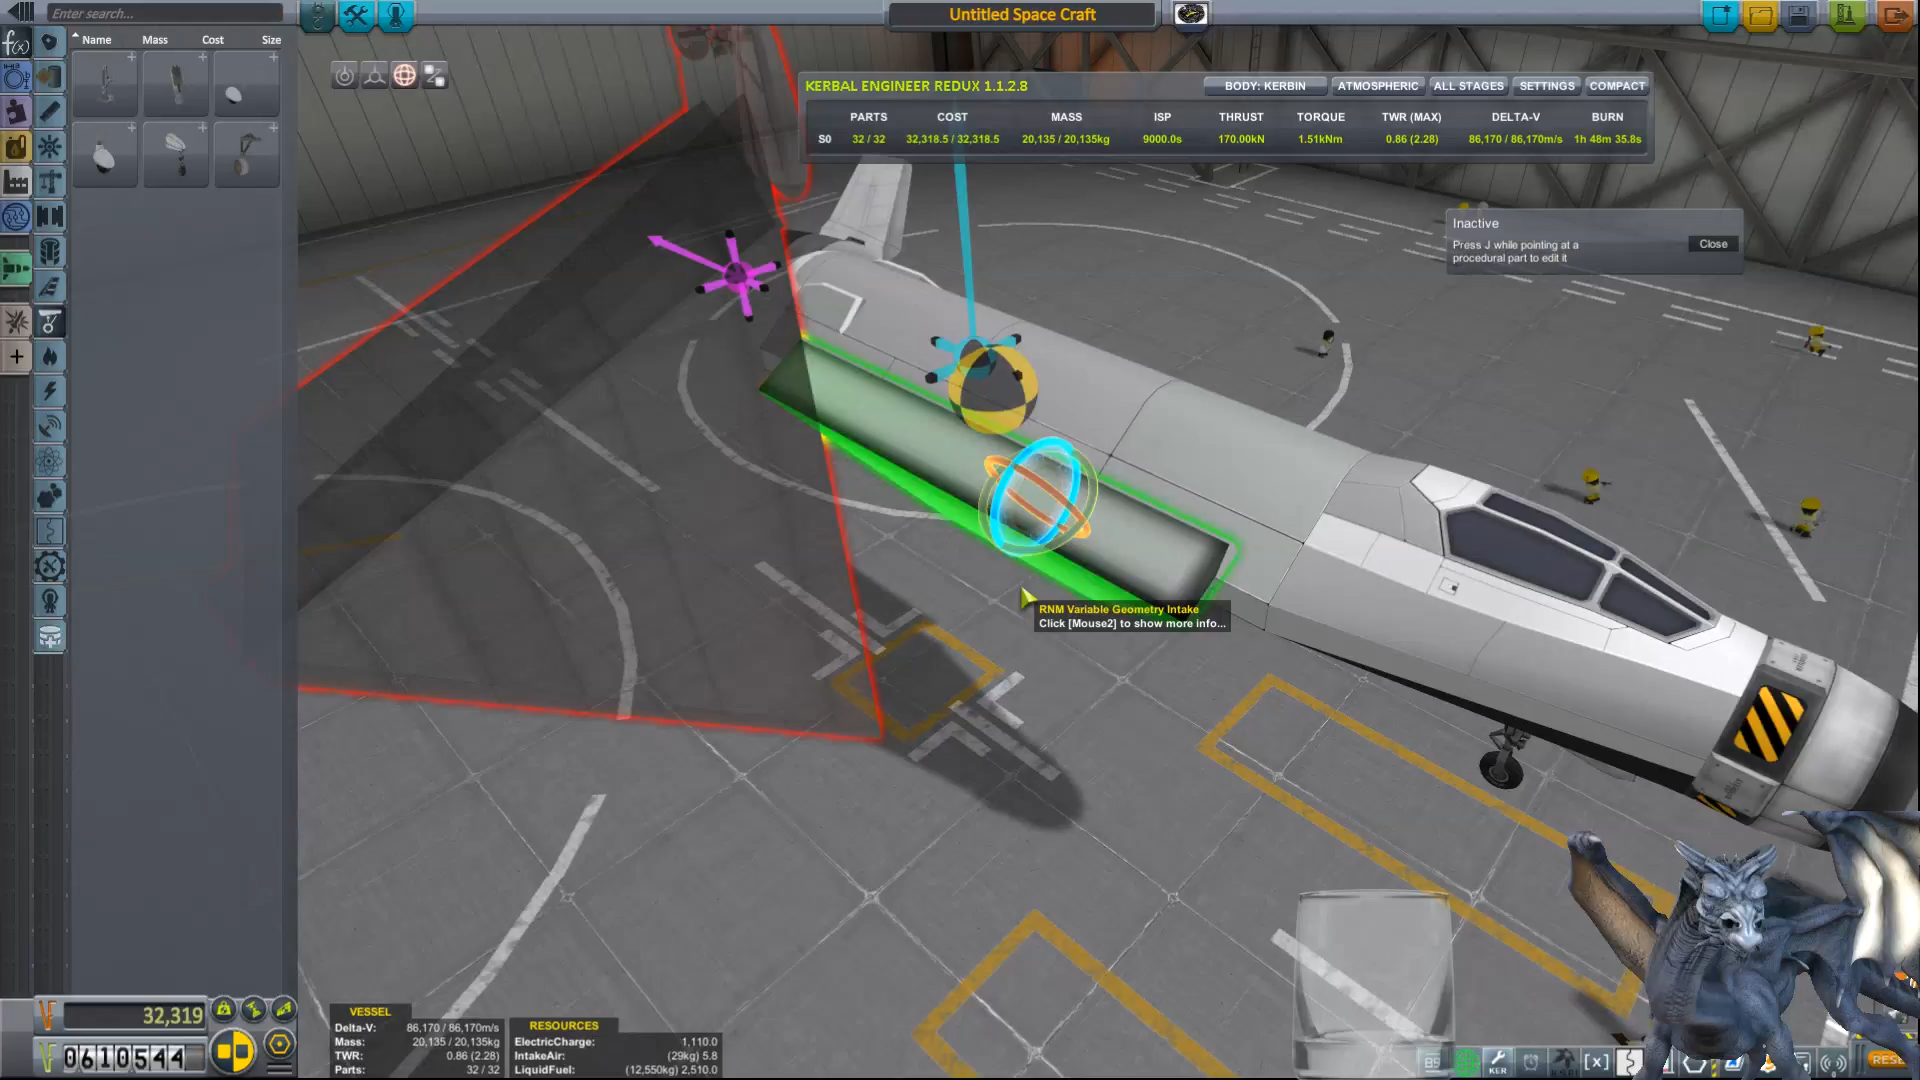 Enter search...
Untitled Space Craft
Name Mass Cost Size
KERBAL ENGINEER REDUX 1.1.2.8
BODY: KERBIN ATMOSPHERIC ALL STAGES SETTINGS COMPACT
PARTS COST MASS ISP THRUST TORQUE TWR (MAX) DELTA-V BURN
S0 32 / 32 32,318.5 / 32,318.5 20,135 / 20,135kg 9000.0s 170.00kN 1.51kNm 0.86 (2.28) 86,170 / 86,170m/s 1h 48m 35.8s
Inactive
Press J while pointing at a
procedural part to edit it
Close
RNM Variable Geometry Intake
Click [Mouse2] to show more info...
32,319
0610544
VESSEL
Delta-V: 86,170 / 86,170m/s
Mass: 20,135 / 20,135kg
TWR: 0.86 (2.28)
Parts: 32 / 32
RESOURCES
ElectricCharge: 1,110.0
IntakeAir: (29kg) 5.8
LiquidFuel: (12,550kg) 2,510.0
B9
KER
[x]